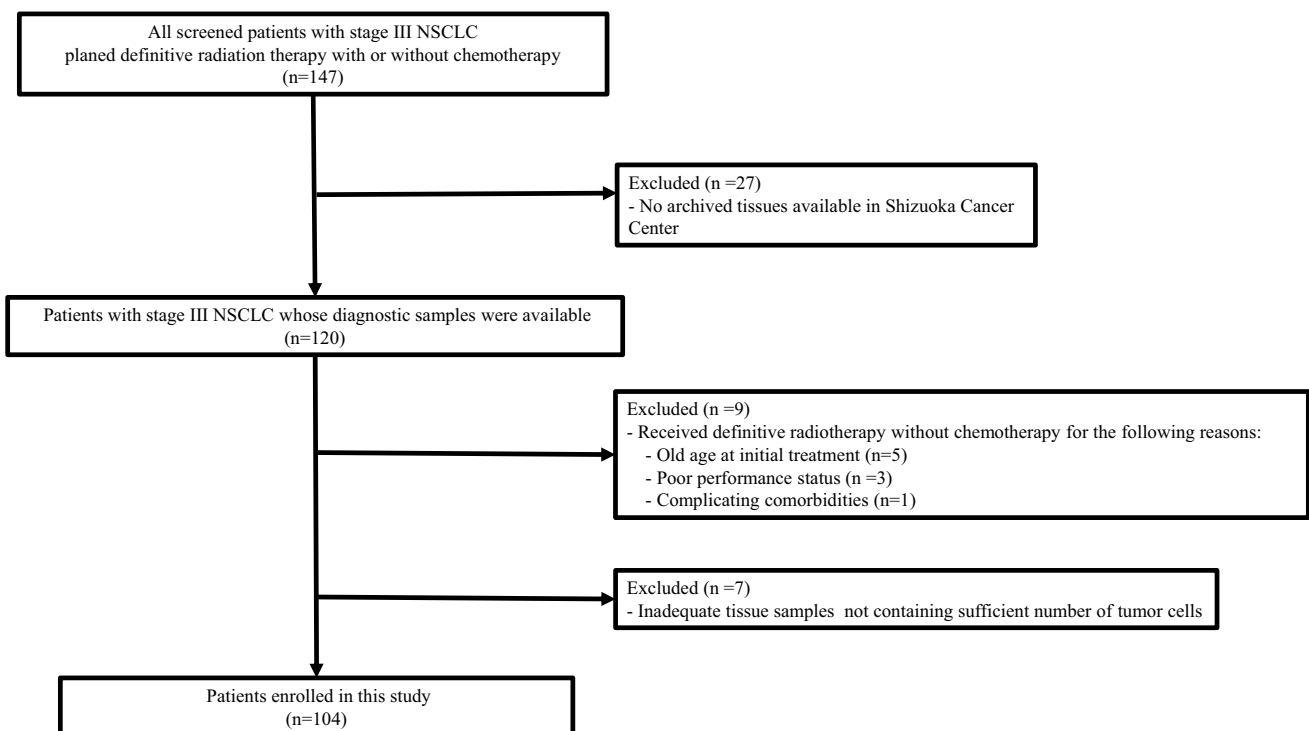 All screened patients with stage III NSCLC
planed definitive radiation therapy with or without chemotherapy
(n=147)
Excluded (n =27)
- No archived tissues available in Shizuoka Cancer
Center
Patients with stage III NSCLC whose diagnostic samples were available
(n=120)
Excluded (n =9)
- Received definitive radiotherapy without chemotherapy for the following reasons:
- Old age at initial treatment (n=5)
- Poor performance status (n =3)
- Complicating comorbidities (n=1)
Excluded (n =7)
- Inadequate tissue samples  not containing sufficient number of tumor cells
Patients enrolled in this study
(n=104)